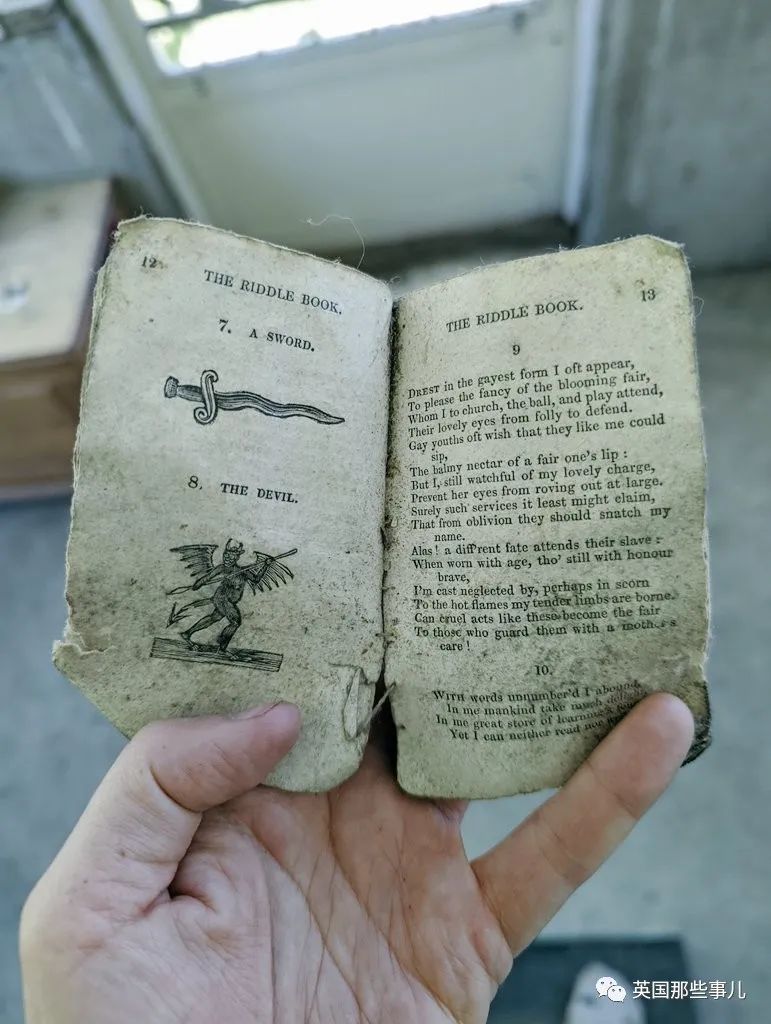 12
THE RIDDLE BOOK.
7. A SWORD.
8. THE DEVIL.
THE RIDDLE BOOK. 13
9
DREST in the gayest form I oft appear,
To please the fancy of the blooming fair,
Whom I to church, the ball, and play attend,
Their lovely eyes from folly to defend.
Gay youths oft wish that they like me could
sip,
The balmy nectar of a fair one's lip :
But I, still watchful of my lovely charge,
Prevent her eyes from roving out at large.
Surely such services it least might claim,
That from oblivion they should snatch my
name.
Alas! a diff'rent fate attends their slave :
When worn with age, tho' still with honour
brave,
I'm cast neglected by, perhaps in scorn
To the hot flames my tender limbs are borne.
Can cruel acts like these become the fair
To those who guard them with a mother's
care !
10.
WITH words unnumber'd I abound,
In me mankind take much
In me great store of learning's
Yet I can neither read nor
英国那些事儿